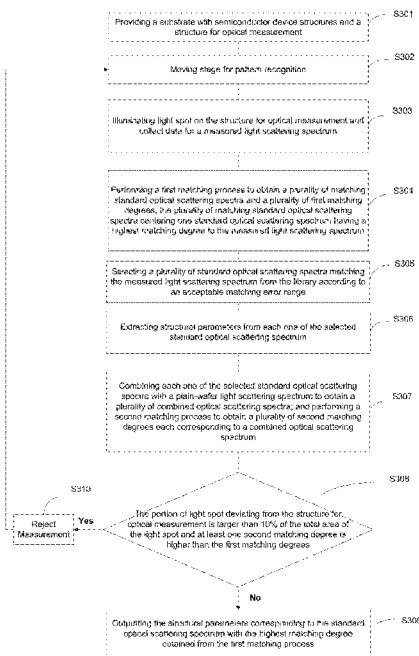 S301
Providing a substrate with semiconductor device structures and a
structure for optical measurement
S302
Moving stage for pattern recognition
S303
Illuminating light spot on the structure for optical measurement and
collect data for a measured light scattering spectrum
S304
Performing a first matching process to obtain a plurality of matching
standard optical scattering spectra and a plurality of first matching
degrees, the plurality of matching standard optical scattering
spectra centering one standard optical scattering spectrum having a
highest matching degree to the measured light scattering spectrum
S305
Selecting a plurality of standard optical scattering spectra matching
the measured light scattering spectrum from the library according to
an acceptable matching error range
S306
Extracting structural parameters from each one of the selected
standard optical scattering spectrum
S307
Combining each one of the selected standard optical scattering
spectra with a plain-wafer light scattering spectrum to obtain a
plurality of combined optical scattering spectra; and performing a
second matching process to obtain a plurality of second matching
degrees each corresponding to a combined optical scattering
spectrum
S308
The portion of light spot deviating from the structure for
optical measurement is larger than 10% of the total area of
the light spot and at least one second matching degree is
higher than the first matching degrees
S310
Reject
Measurement
Yes
No
S309
Outputting the structural parameters corresponding to the standard
optical scattering spectrum with the highest matching degree
obtained from the first matching process